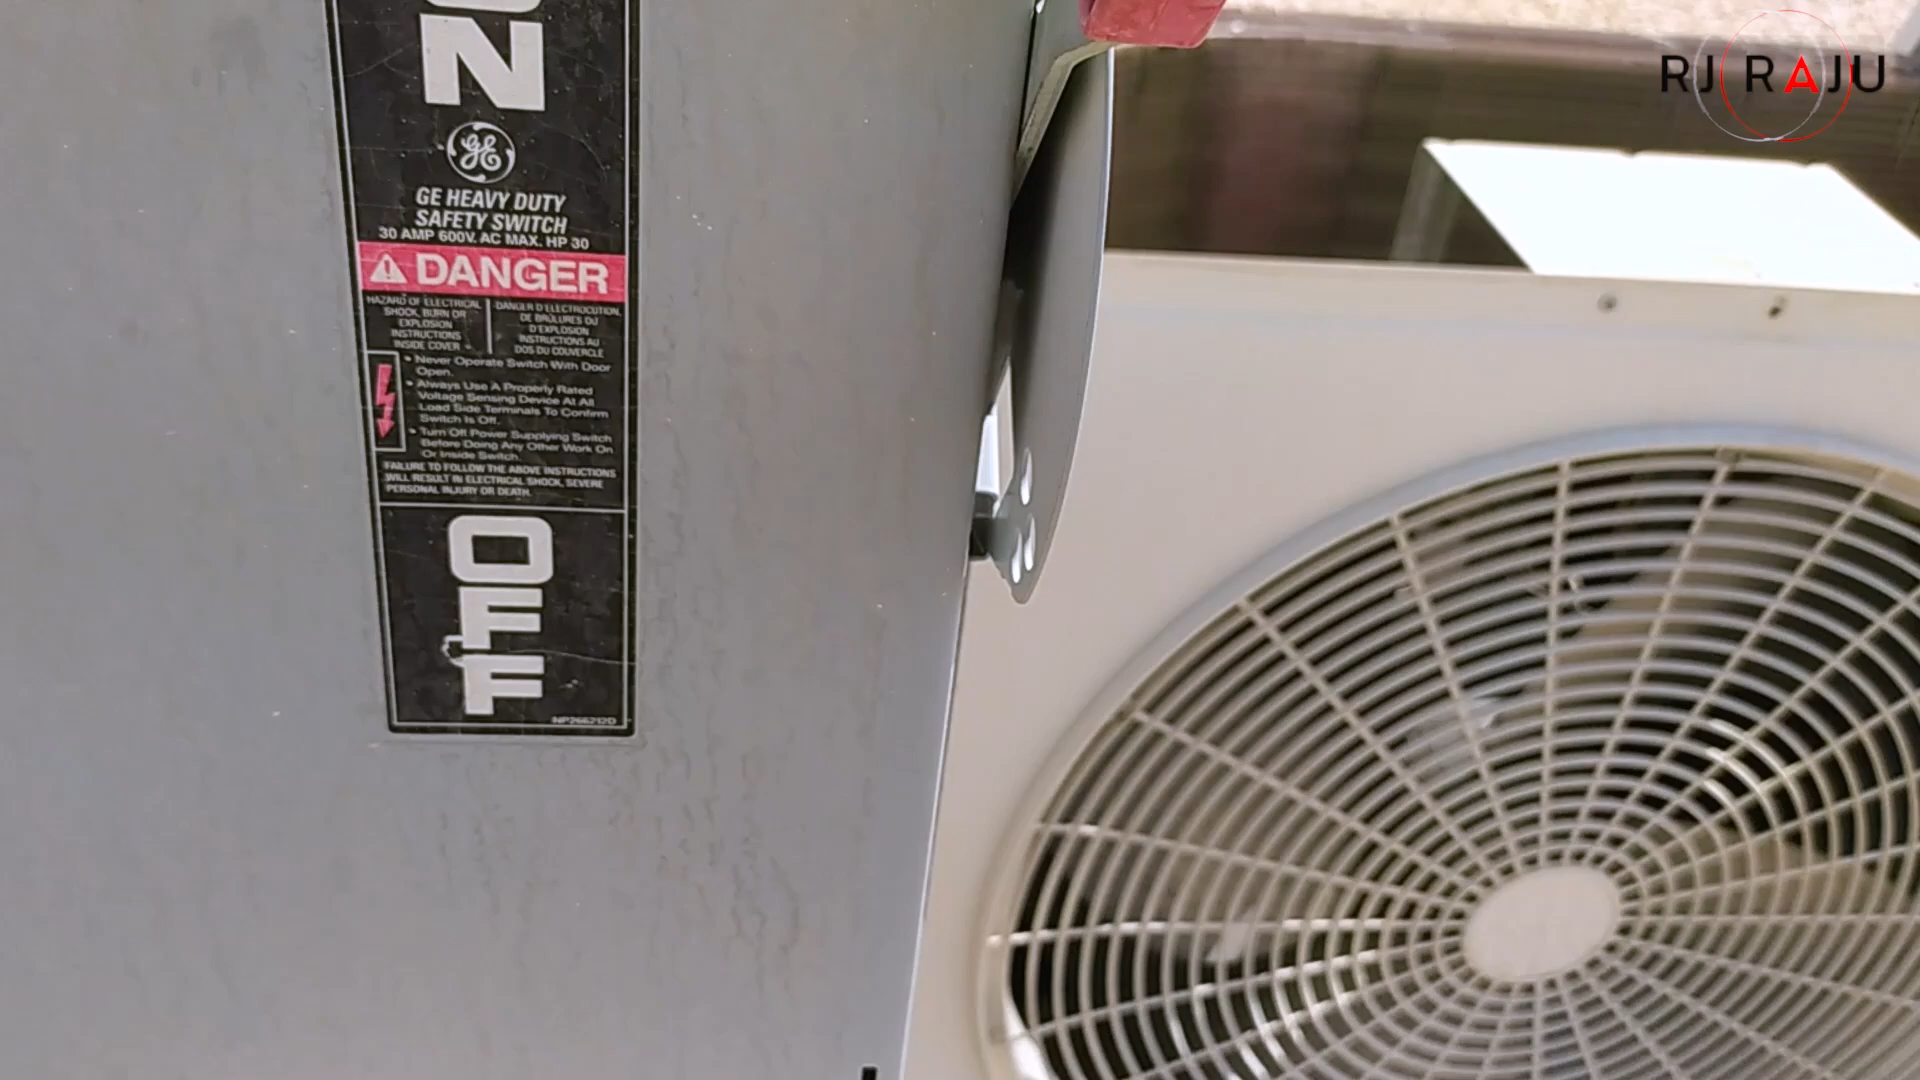 RJ RAJU
ON
GE
GE HEAVY DUTY
SAFETY SWITCH
30 AMP 600V. AC MAX. HP 30
DANGER
HAZARD OF ELECTRICAL
SHOCK, BURN OR
EXPLOSION
INSTRUCTIONS
INSIDE COVER
DANGER D'ELECTROCUTION,
DE BRÛLURES OU
D'EXPLOSION
INSTRUCTIONS AU
DOS DU COUVERCLE
• Never Operate Switch With Door
Open.
• Always Use A Properly Rated
Voltage Sensing Device At All
Load Side Terminals To Confirm
Switch Is Off.
• Turn Off Power Supplying Switch
Before Doing Any Other Work On
Or Inside Switch.
FAILURE TO FOLLOW THE ABOVE INSTRUCTIONS
WILL RESULT IN ELECTRICAL SHOCK, SEVERE
PERSONAL INJURY OR DEATH.
OFF
NP266212D